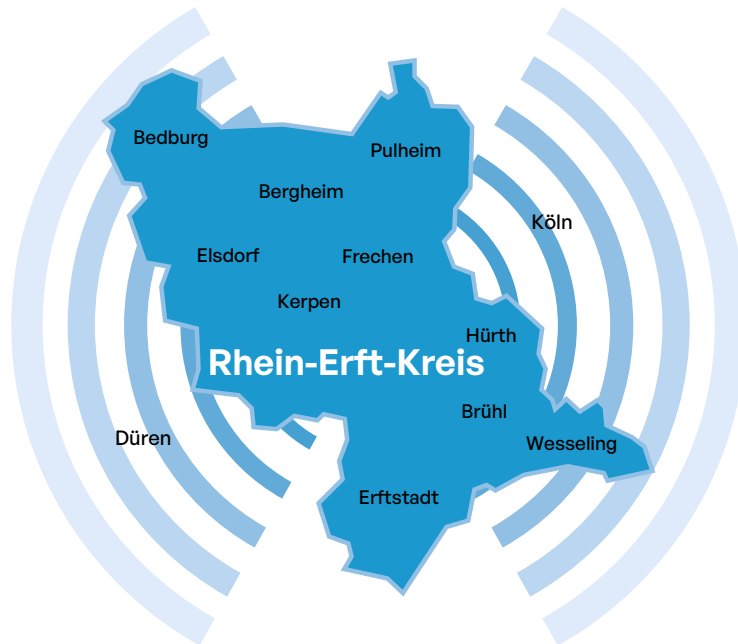 Bedburg
Pulheim
Bergheim
Köln
Elsdorf
Frechen
Kerpen
Hürth
Rhein-Erft-Kreis
Brühl
Düren
Wesseling
Erftstadt